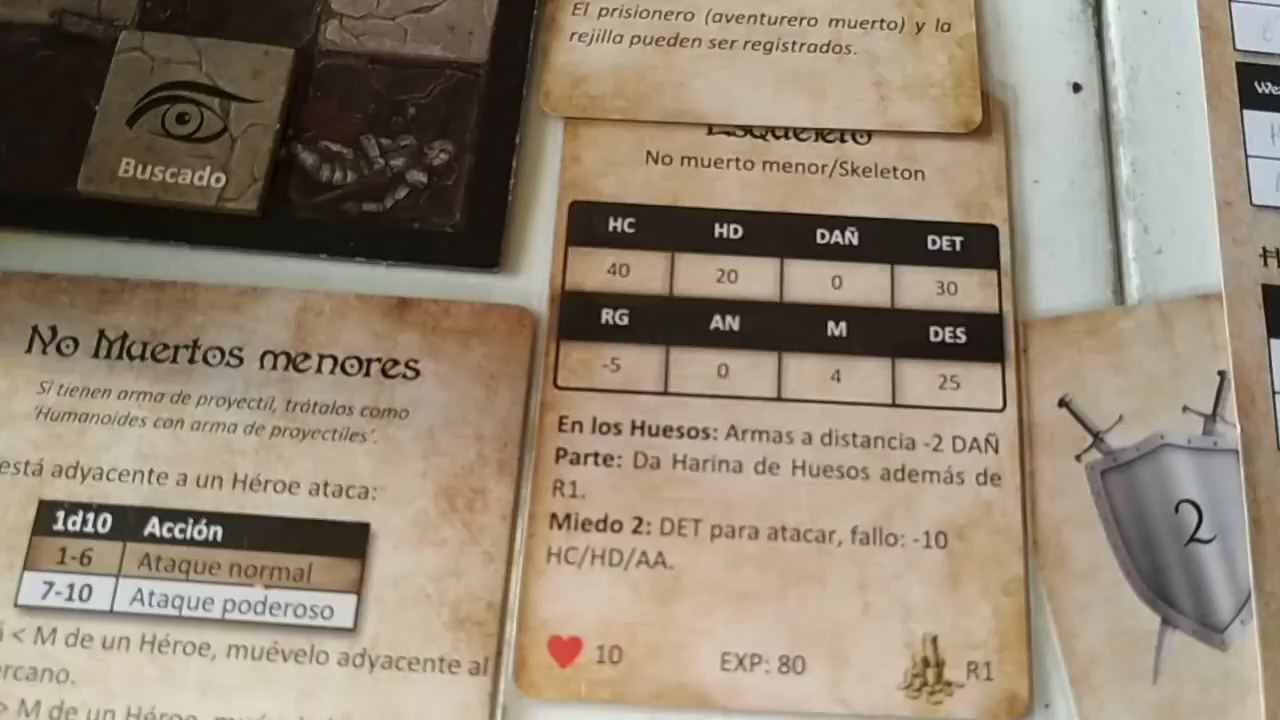 El prisionero (aventurero muerto) y la
rejilla pueden ser registrados.
Buscado
Esqueleto
No muerto menor/Skeleton
HC HD DAÑ DET
40 20 0 30
RG AN M DES
-5 0 4 25
En los Huesos: Armas a distancia -2 DAÑ
Parte: Da Harina de Huesos además de
R1.
Miedo 2: DET para atacar, fallo: -10
HC/HD/AA.
10 EXP: 80 R1
No Muertos menores
Si tienen arma de proyectil, trátalos como
'Humanoides con arma de proyectiles'.
está adyacente a un Héroe ataca:
1d10 Acción
1-6 Ataque normal
7-10 Ataque poderoso
< M de un Héroe, muévelo adyacente al
rcano.
> M de un Héroe,
2
We